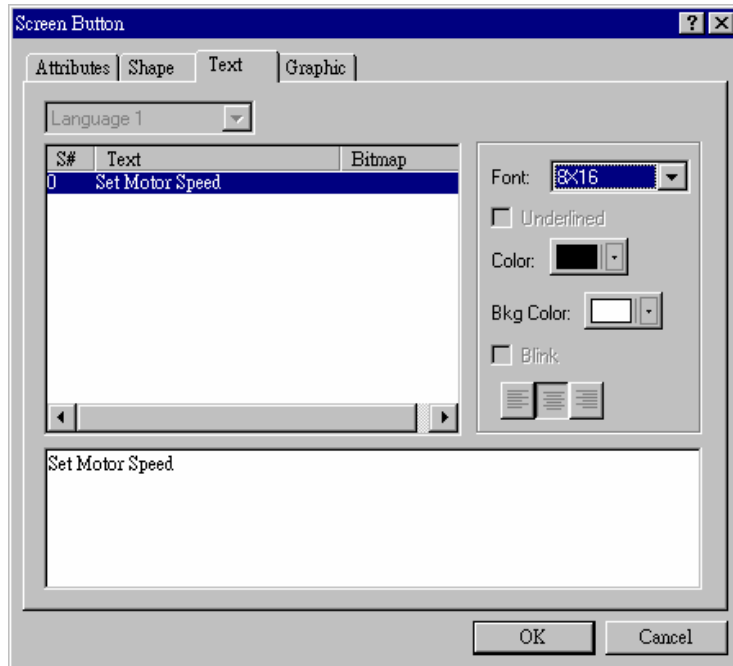 Screen Button
Attributes Shape Text Graphic
Language 1
S# Text Bitmap
0 Set Motor Speed
Font: 8X16
Underlined
Color:
Bkg Color:
Blink
Set Motor Speed
OK Cancel